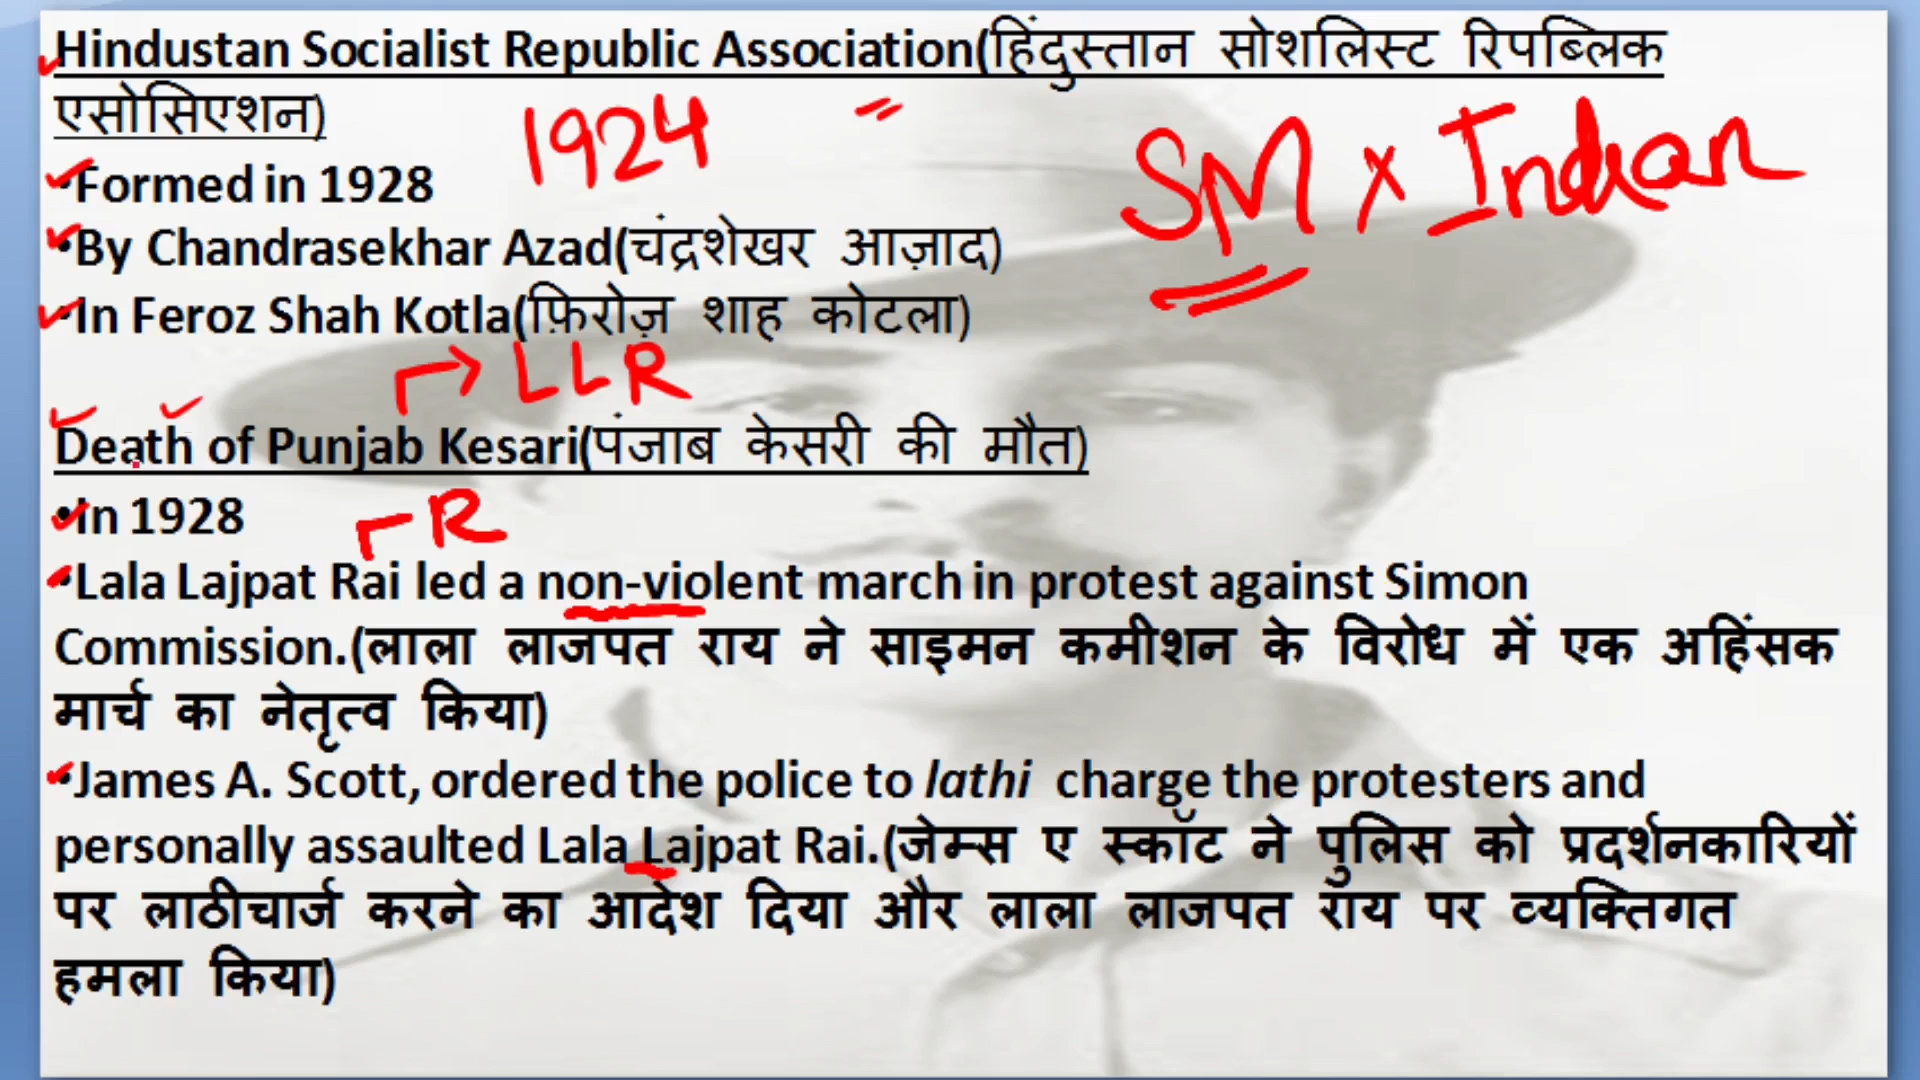 Hindustan Socialist Republic Association(हिंदुस्तान सोशलिस्ट रिपब्लिक
एसोसिएशन)
1924
SM x Indian
•Formed in 1928
•By Chandrasekhar Azad(चंद्रशेखर आज़ाद)
•In Feroz Shah Kotla(फ़िरोज़ शाह कोटला)
LLR
Death of Punjab Kesari(पंजाब केसरी की मौत)
•In 1928
R
•Lala Lajpat Rai led a non-violent march in protest against Simon
Commission.(लाला लाजपत राय ने साइमन कमीशन के विरोध में एक अहिंसक
मार्च का नेतृत्व किया)
•James A. Scott, ordered the police to lathi charge the protesters and
personally assaulted Lala Lajpat Rai.(जेम्स ए स्कॉट ने पुलिस को प्रदर्शनकारियों
पर लाठीचार्ज करने का आदेश दिया और लाला लाजपत राय पर व्यक्तिगत
हमला किया)